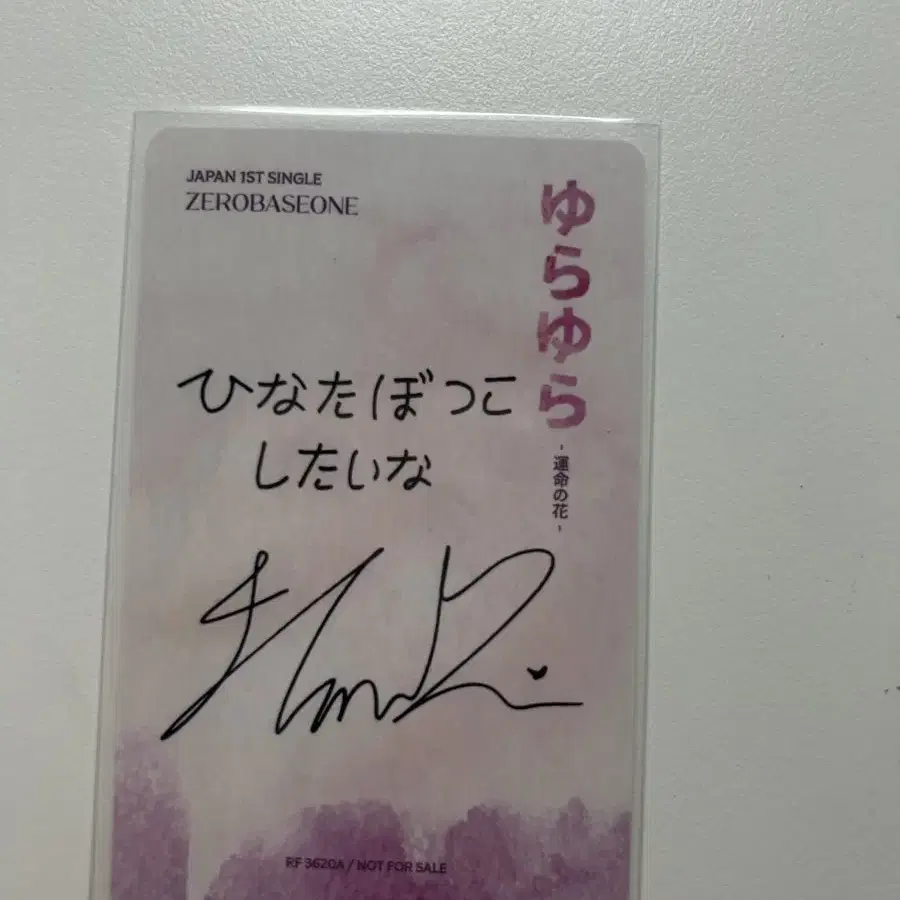 JAPAN 1ST SINGLE
ZEROBASEONE
ゆらゆら
- 運命の花 -
ひなたぼっこ
したいな
RF 3620A / NOT FOR SALE